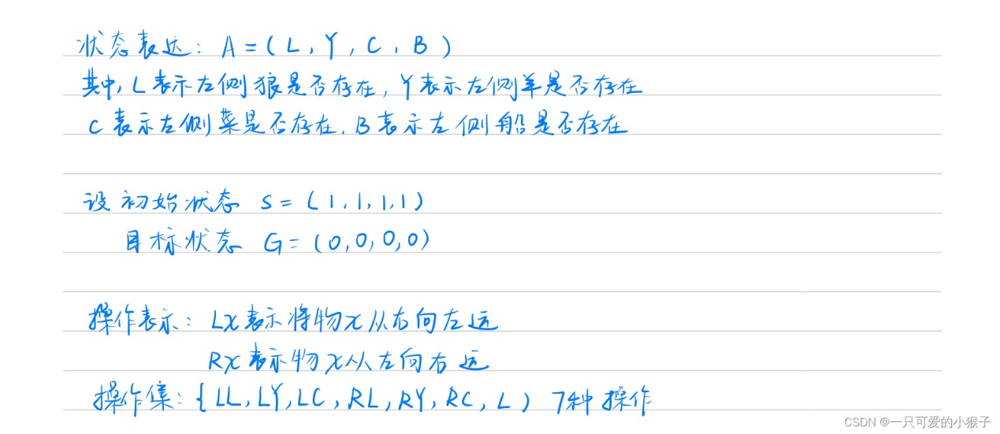 状态表达: A=(L,Y,C,B)
其中,L表示左侧狼是否存在,Y表示左侧羊是否存在
C表示左侧菜是否存在.B表示左侧船是否存在
设初始状态 S=(1,1,1,1)
目标状态 G=(0,0,0,0)
操作表示: Lx表示将物x从右向左运
Rx表示物x从左向右运
操作集:{LL,LY,LC,RL,RY,RC,L) 7种操作
CSDN @一只可爱的小猴子